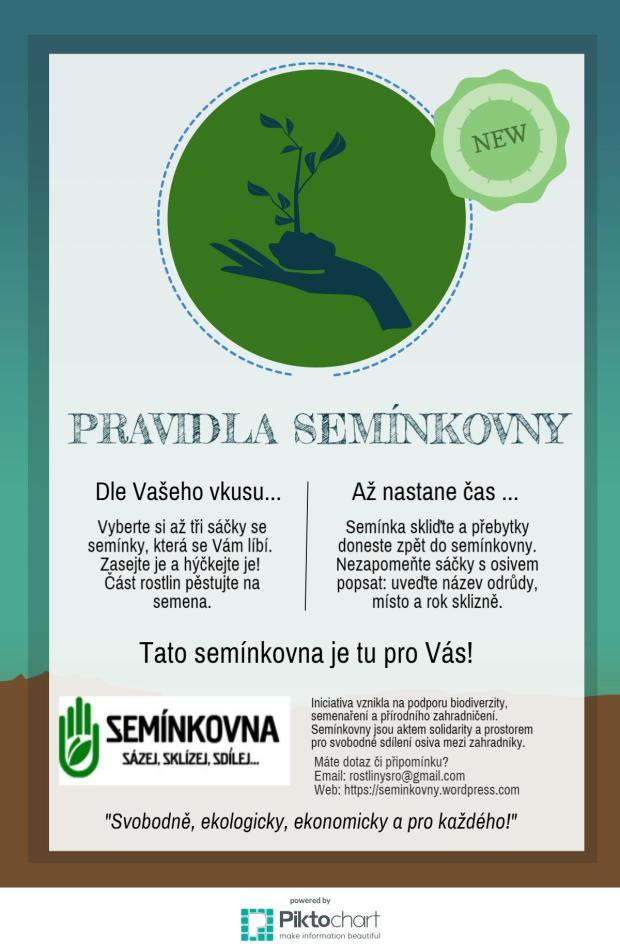 NEW
PRAVIDLA SEMÍNKOVNY
Dle Vašeho vkusu...
Vyberte si až tři sáčky se
semínky, která se Vám líbí.
Zasejte je a hýčkejte je!
Část rostlin pěstujte na
semena.
Až nastane čas ...
Semínka skliďte a přebytky
doneste zpět do semínkovny.
Nezapomeňte sáčky s osivem
popsat: uveďte název odrůdy,
místo a rok sklizně.
Tato semínkovna je tu pro Vás!
SEMÍNKOVNA
SÁZEJ, SKLÍZEJ, SDÍLEJ...
Iniciativa vznikla na podporu biodiverzity,
semenaření a přírodního zahradničení.
Semínkovny jsou aktem solidarity a prostorem
pro svobodné sdílení osiva mezi zahradníky.
Máte dotaz či připomínku?
Email: rostlinysro@gmail.com
Web: https://seminkovny.wordpress.com
"Svobodně, ekologicky, ekonomicky a pro každého!"
powered by
Piktochart
make information beautiful